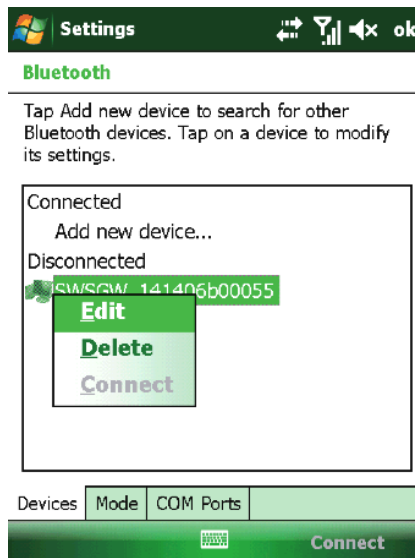 Settings
ok
Bluetooth
Tap Add new device to search for other
Bluetooth devices. Tap on a device to modify
its settings.
Connected
Add new device...
Disconnected
SWSGW_141406b00055
Edit
Delete
Connect
Devices
Mode
COM Ports
Connect